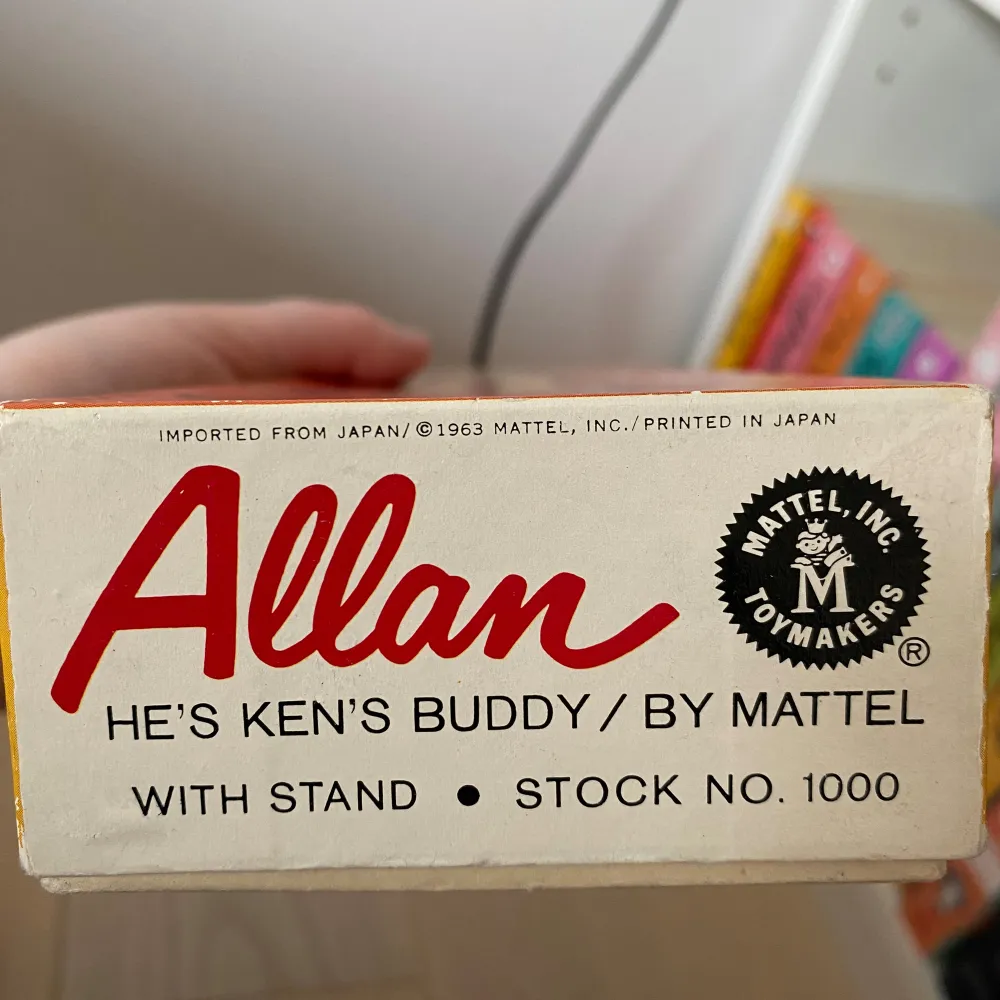 IMPORTED FROM JAPAN/ ©1963 MATTEL, INC./PRINTED IN JAPAN
Allan
MATTEL, INC.
M
TOYMAKERS
®
HE'S KEN'S BUDDY/ BY MATTEL
WITH STAND ● STOCK NO. 1000